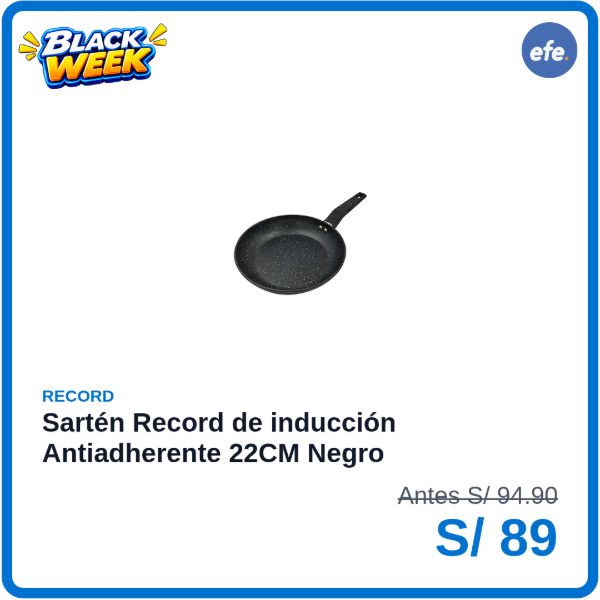 BLACK
WEEK
efe.
RECORD
Sartén Record de inducción
Antiadherente 22CM Negro
Antes S/ 94.90
S/ 89